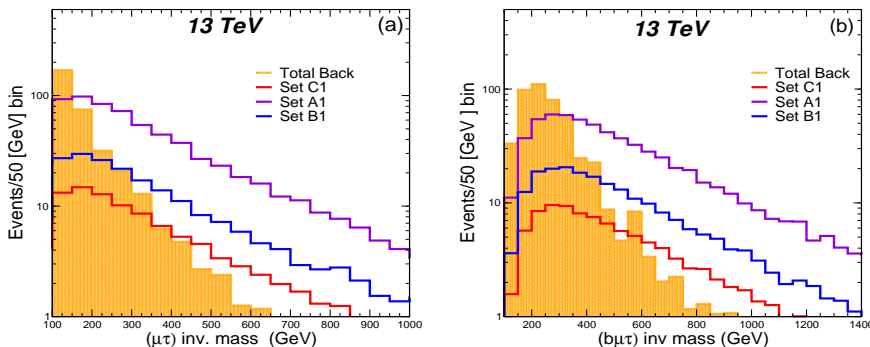 13 TeV
(a)
Total Back
Set C1
Set A1
Set B1
Events/50 [GeV] bin
100
10
1
100 200 300 400 500 600 700 800 900 1000
(μτ) inv. mass (GeV)
13 TeV
(b)
Total Back
Set C1
Set A1
Set B1
Events/50 [GeV ] bin
100
10
1
200 400 600 800 1000 1200 1400
(bμτ) inv mass (GeV)